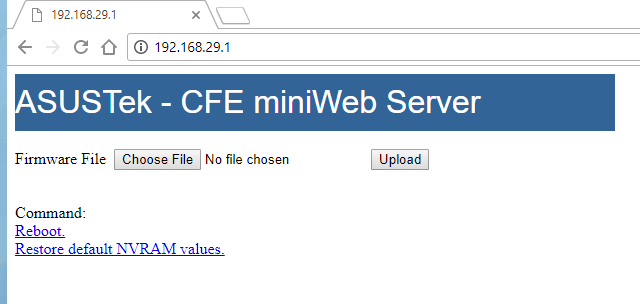 192.168.29.1
192.168.29.1
ASUSTek - CFE miniWeb Server
Firmware File Choose File No file chosen Upload
Command:
Reboot.
Restore default NVRAM values.